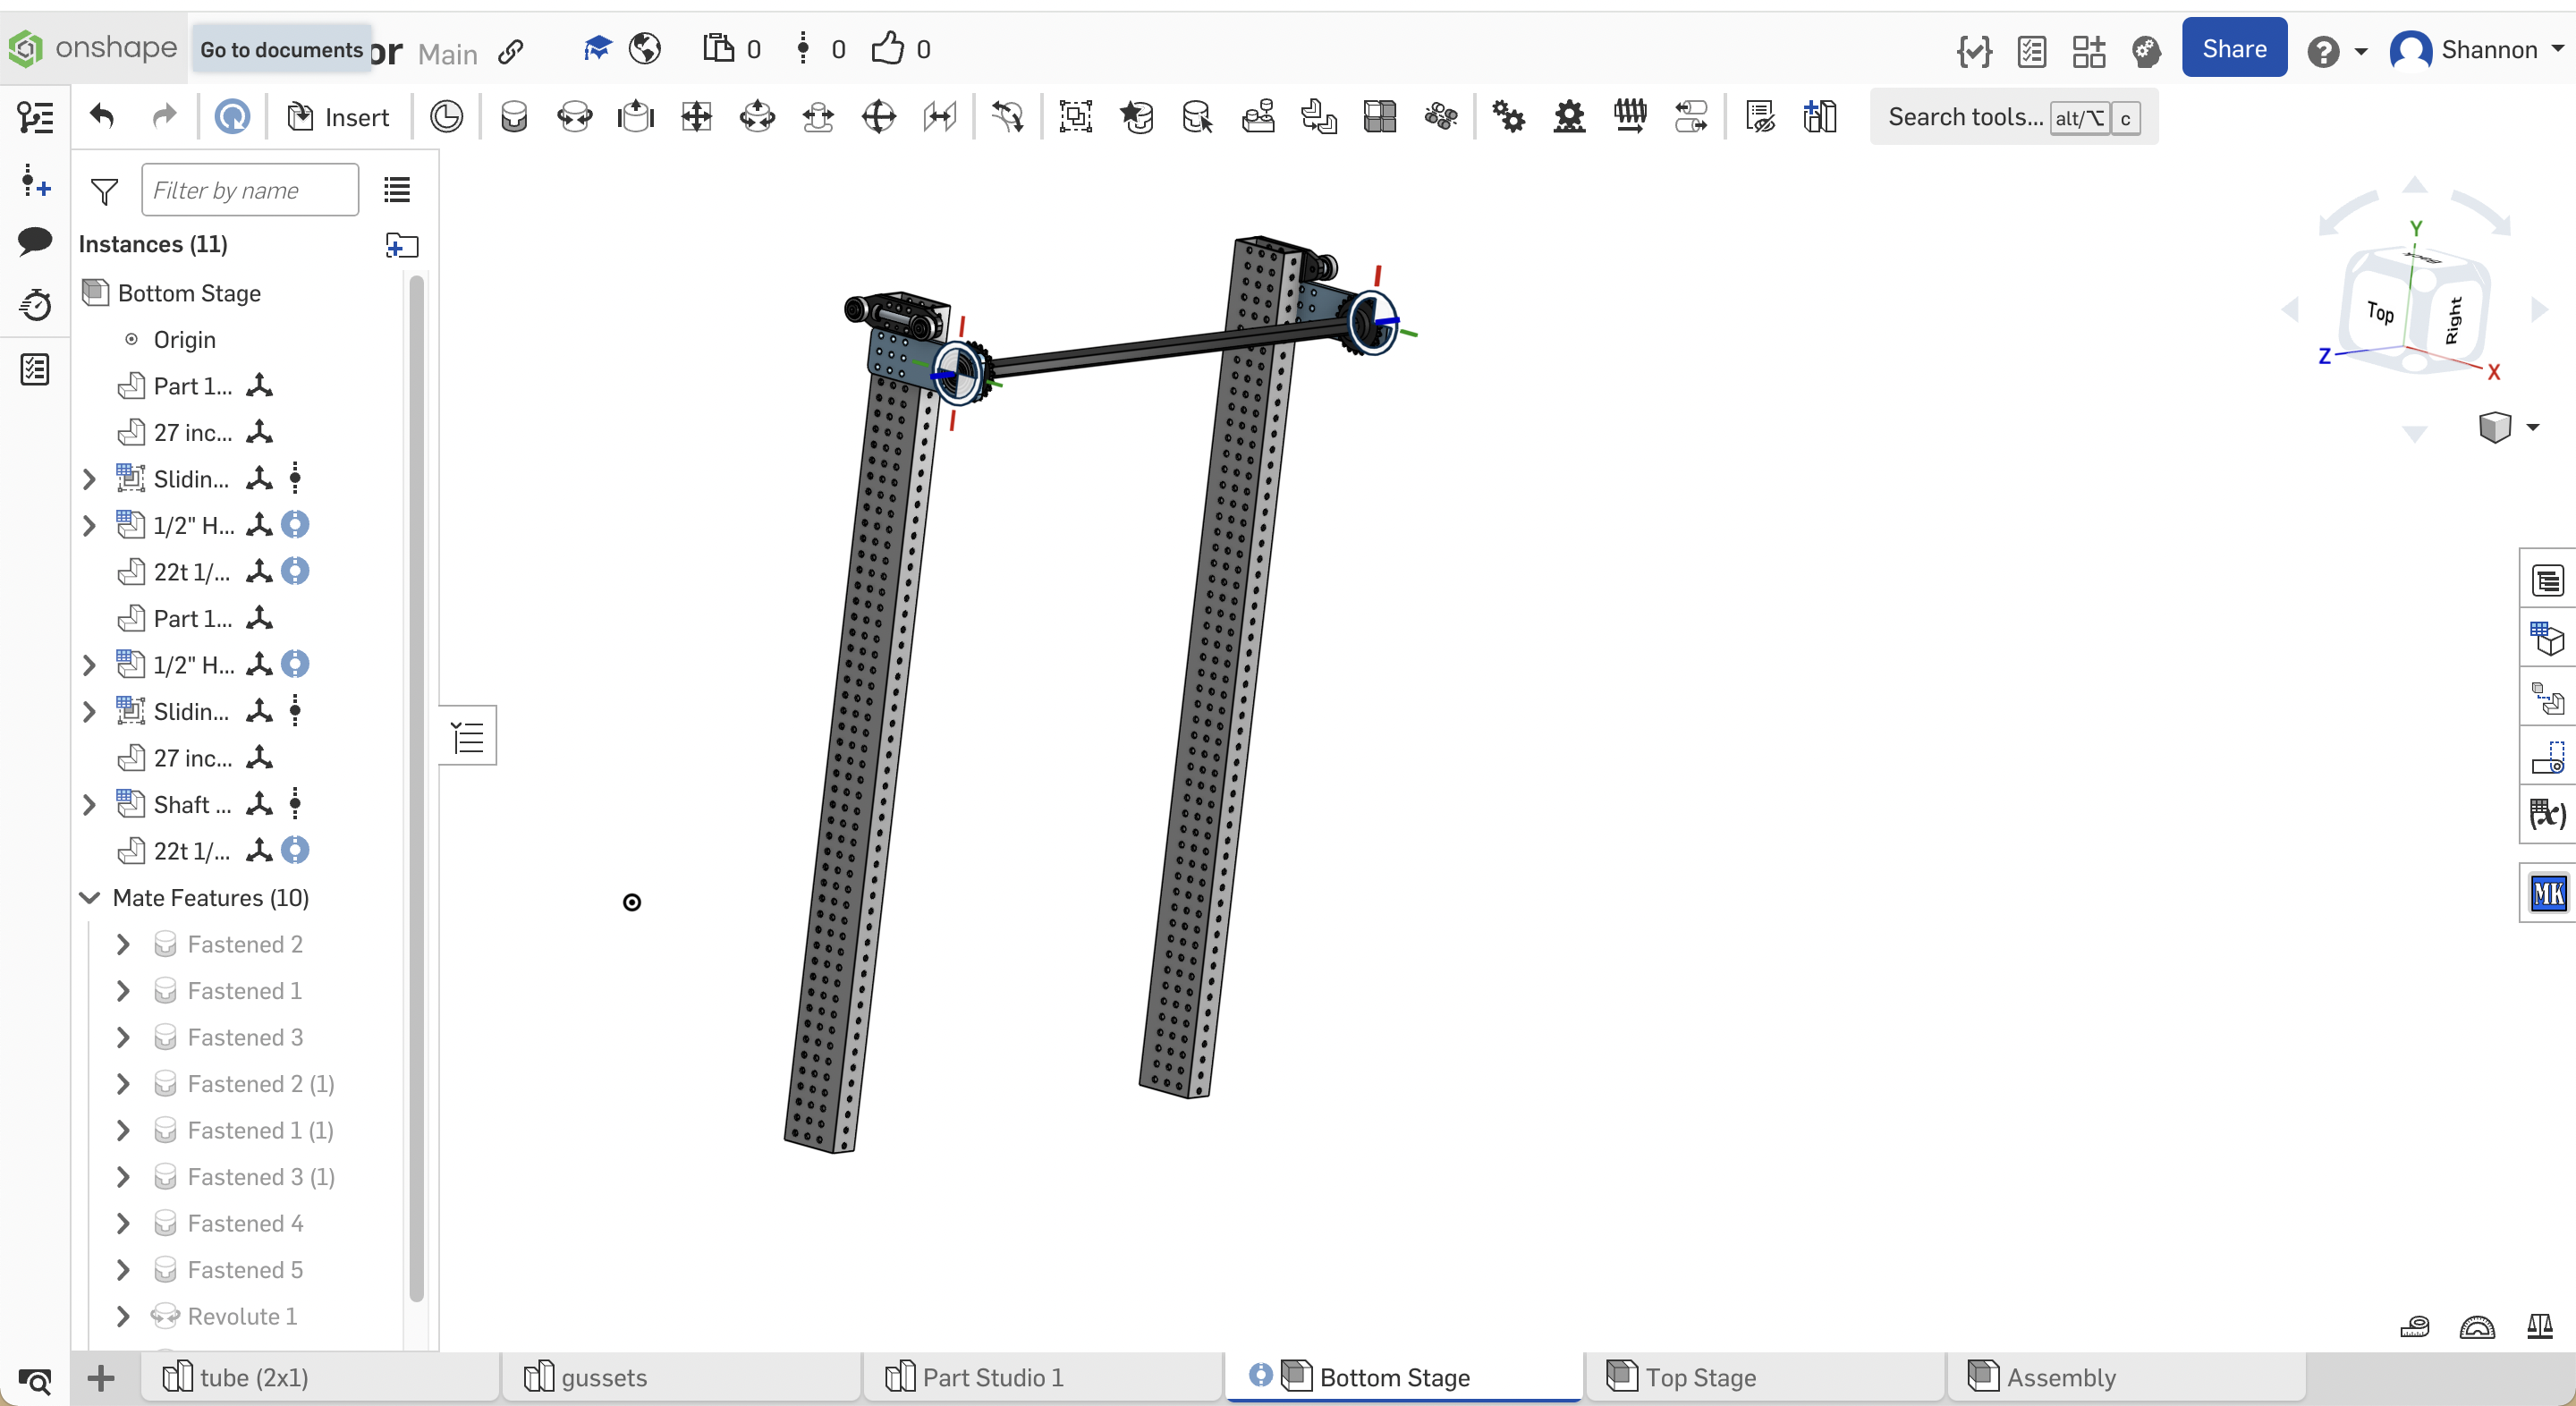 onshape Go to documents or Main 0 0 0 Share Shannon
Insert Search tools... alt/⌥ c
Filter by name
Instances (11)
Bottom Stage
Origin
Part 1...
27 inc...
Slidin...
1/2" H...
22t 1/...
Part 1...
1/2" H...
Slidin...
27 inc...
Shaft ...
22t 1/...
Mate Features (10)
Fastened 2
Fastened 1
Fastened 3
Fastened 2 (1)
Fastened 1 (1)
Fastened 3 (1)
Fastened 4
Fastened 5
Revolute 1
Y
Back
Top
Right
Z
X
(x)
MK
tube (2x1) gussets Part Studio 1 Bottom Stage Top Stage Assembly